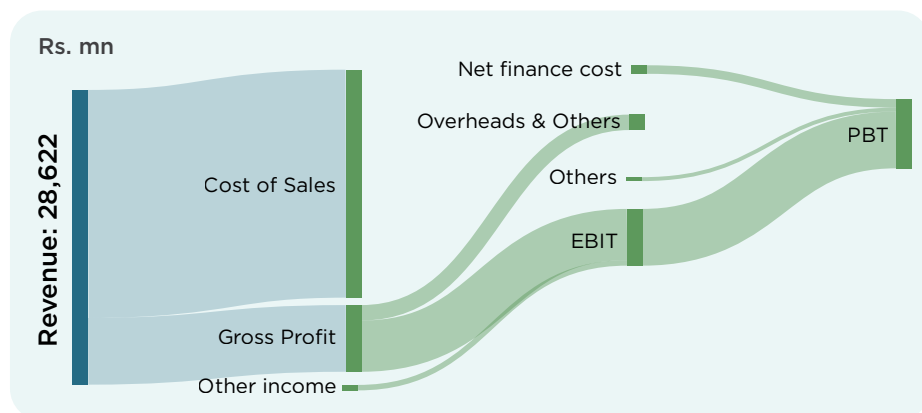 Rs. mn
Revenue: 28,622
Cost of Sales
Gross Profit
Other income
Net finance cost
Overheads & Others
Others
EBIT
PBT